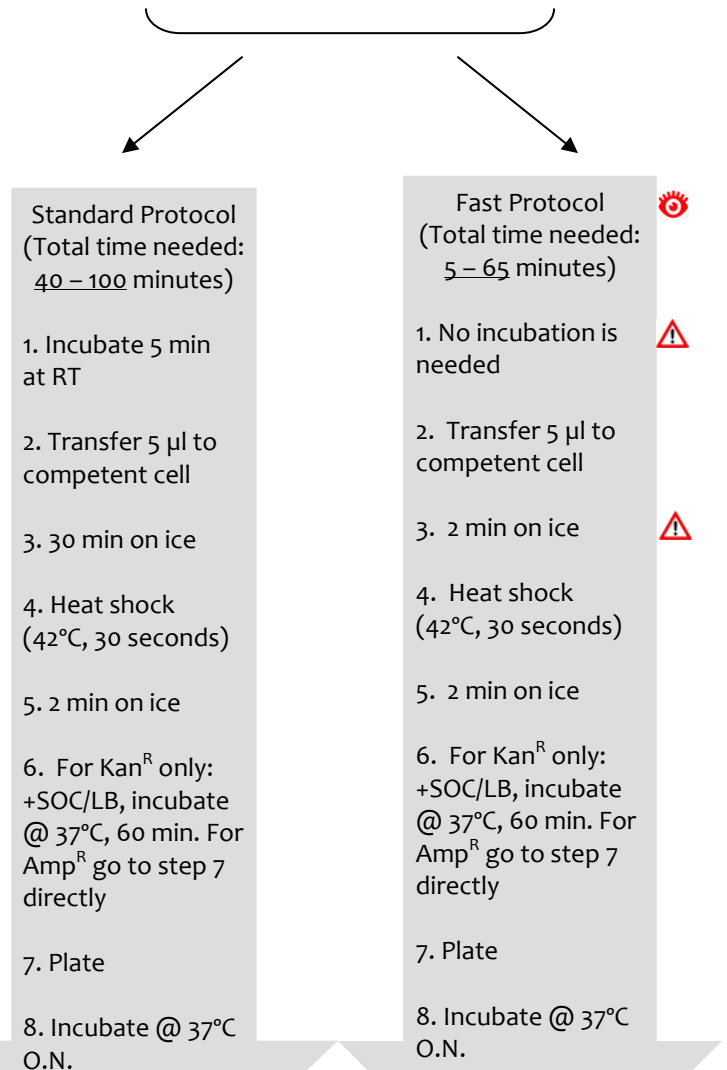 Standard Protocol
(Total time needed:
40 – 100 minutes)
1. Incubate 5 min
at RT
2. Transfer 5 µl to
competent cell
3. 30 min on ice
4. Heat shock
(42°C, 30 seconds)
5. 2 min on ice
6. For Kan^R only:
+SOC/LB, incubate
@ 37°C, 60 min. For
Amp^R go to step 7
directly
7. Plate
8. Incubate @ 37°C
O.N.
Fast Protocol
(Total time needed:
5 – 65 minutes)
1. No incubation is
needed
2. Transfer 5 µl to
competent cell
3. 2 min on ice
4. Heat shock
(42°C, 30 seconds)
5. 2 min on ice
6. For Kan^R only:
+SOC/LB, incubate
@ 37°C, 60 min. For
Amp^R go to step 7
directly
7. Plate
8. Incubate @ 37°C
O.N.